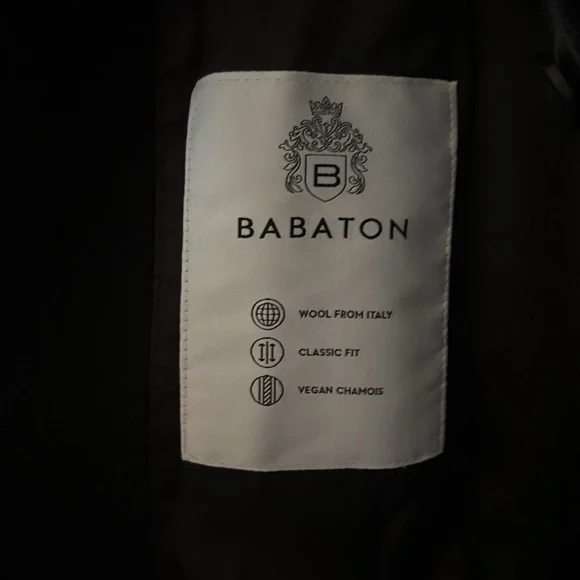 B
BABATON
WOOL FROM ITALY
CLASSIC FIT
VEGAN CHAMOIS